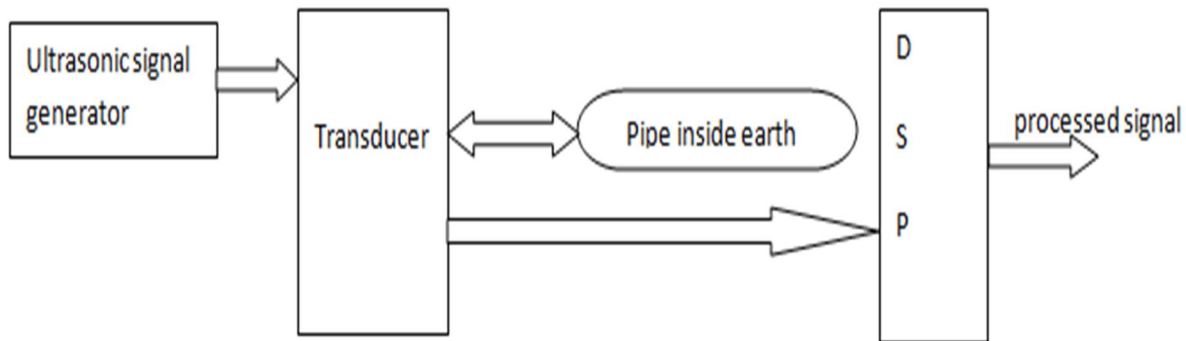 Ultrasonic signal
generator
Transducer
Pipe inside earth
D
S
P
processed signal